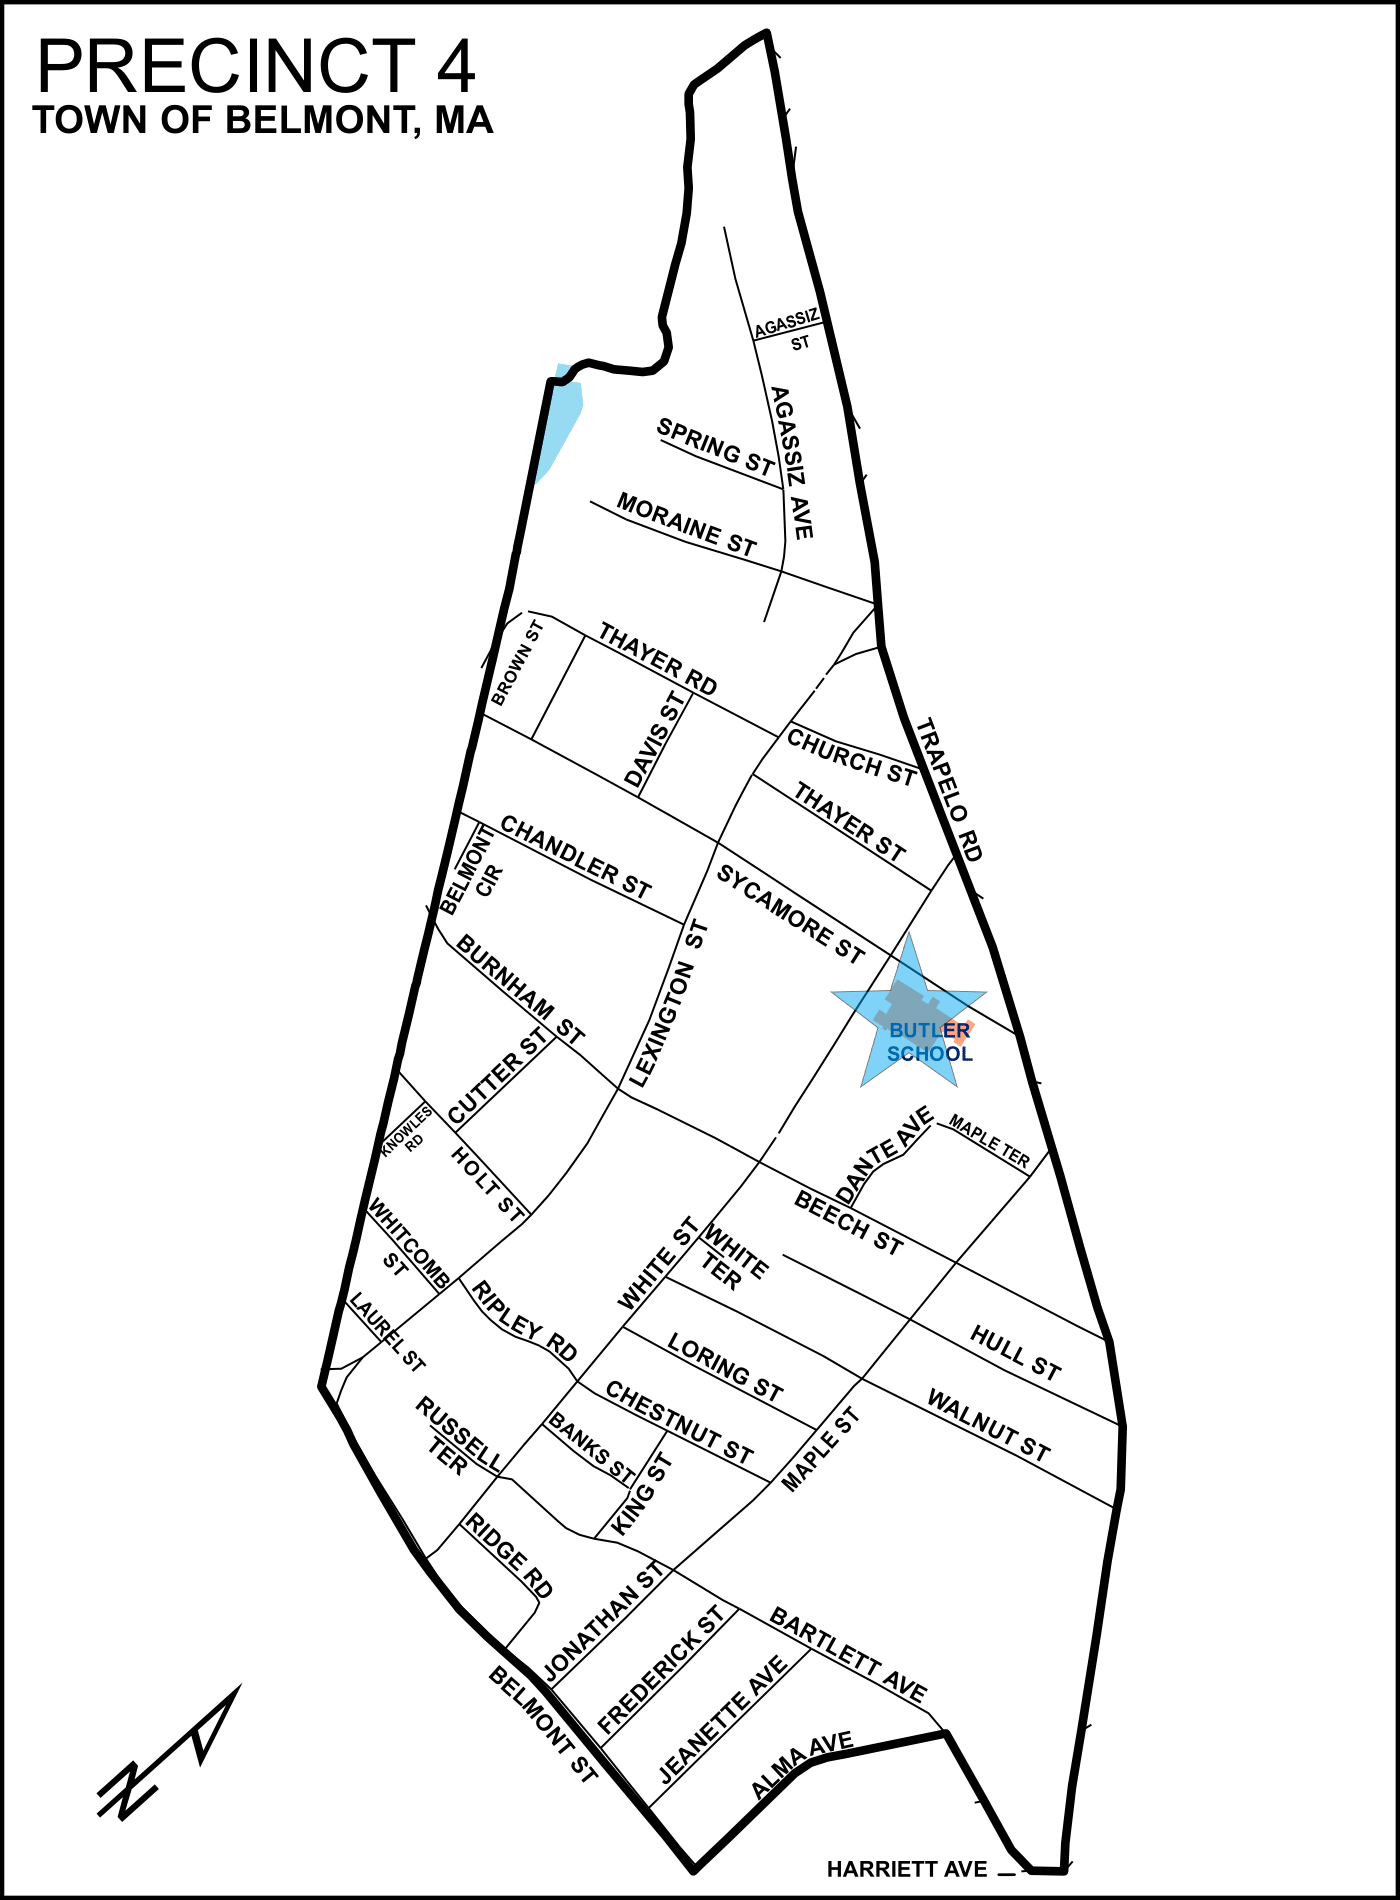 PRECINCT 4
TOWN OF BELMONT, MA
AGASSIZ
ST
AGASSIZ AVE
SPRING ST
MORAINE ST
BROWN ST
THAYER RD
DAVIS ST
CHURCH ST
TRAPELO RD
THAYER ST
CHANDLER ST
BELMONT
CIR
SYCAMORE ST
BURNHAM ST
LEXINGTON ST
BUTLER
SCHOOL
CUTTER ST
KNOWLES
RD
HOLT ST
DANTE AVE
MAPLE TER
BEECH ST
WHITCOMB
ST
WHITE ST
WHITE
TER
LAUREL ST
RIPLEY RD
HULL ST
LORING ST
WALNUT ST
CHESTNUT ST
RUSSELL
TER
BANKS ST
MAPLE ST
KING ST
RIDGE RD
JONATHAN ST
FREDERICK ST
BARTLETT AVE
JEANETTE AVE
BELMONT ST
ALMA AVE
N
HARRIETT AVE